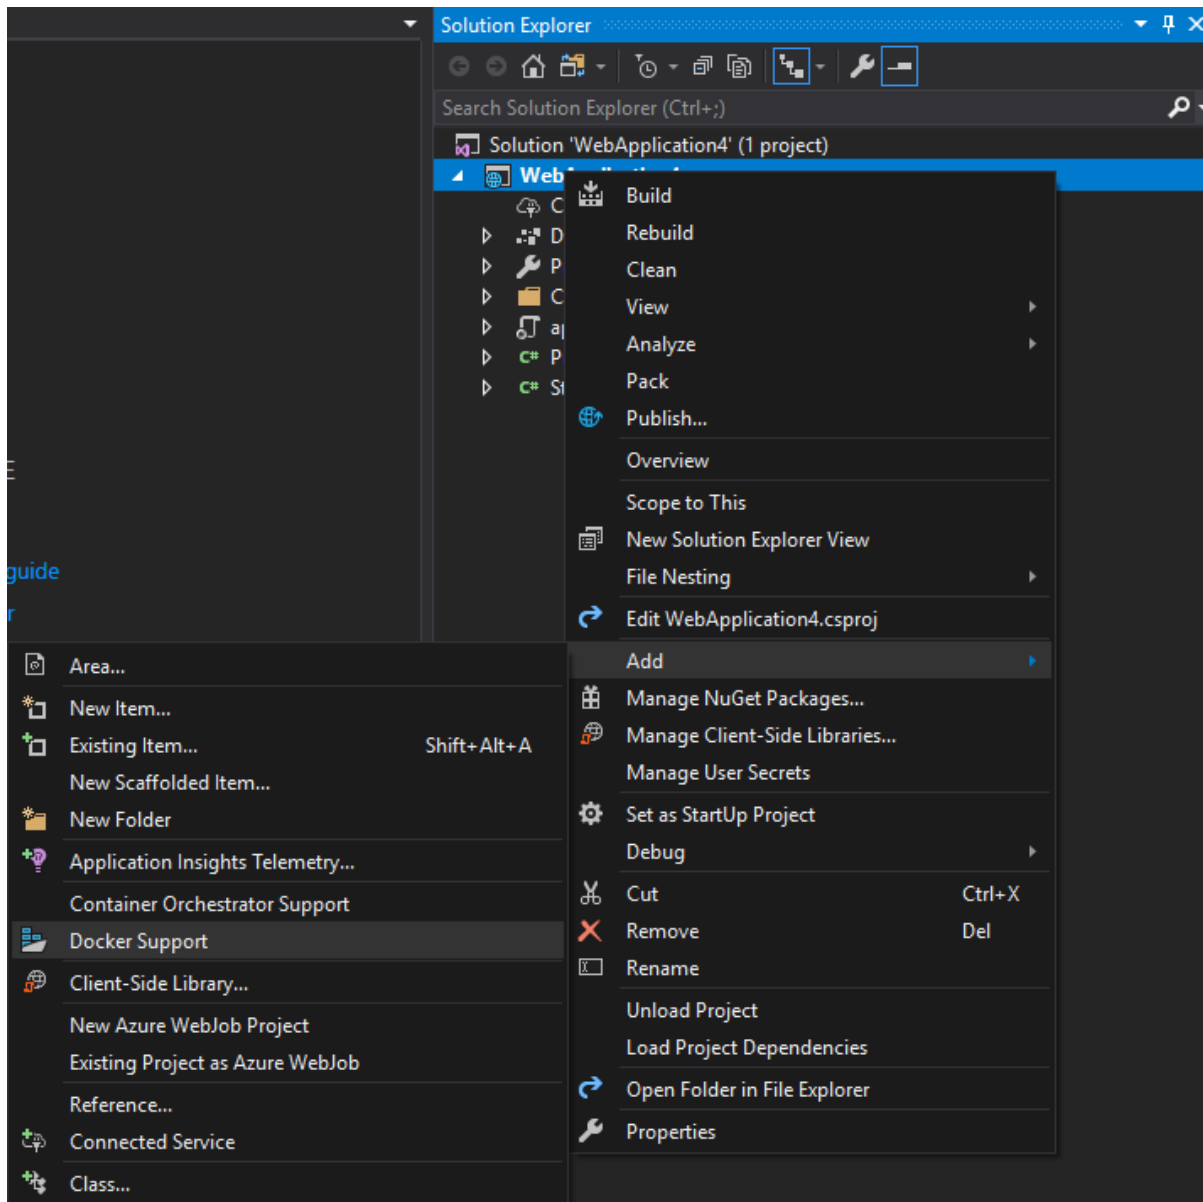 Solution Explorer
Search Solution Explorer (Ctrl+;)
Solution 'WebApplication4' (1 project)
C
D
P
C
C# P
C# St
Build
Rebuild
Clean
View
Analyze
Pack
Publish...
Overview
Scope to This
New Solution Explorer View
File Nesting
Edit WebApplication4.csproj
Add
Manage NuGet Packages...
Manage Client-Side Libraries...
Manage User Secrets
Set as StartUp Project
Debug
Cut Ctrl+X
Remove Del
Rename
Unload Project
Load Project Dependencies
Open Folder in File Explorer
Properties
guide
r
Area...
New Item...
Existing Item... Shift+Alt+A
New Scaffolded Item...
New Folder
Application Insights Telemetry...
Container Orchestrator Support
Docker Support
Client-Side Library...
New Azure WebJob Project
Existing Project as Azure WebJob
Reference...
Connected Service
Class...